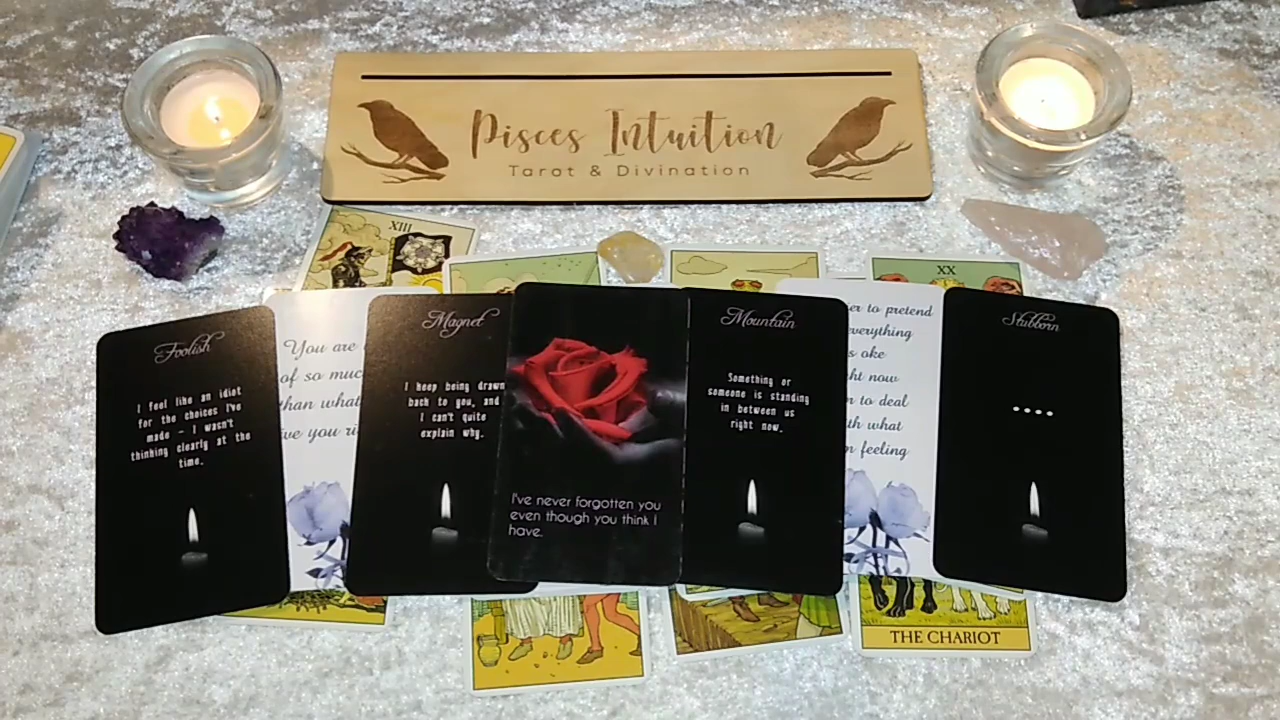 Pisces Intuition
Tarot & Divination
XIII
XX
Foolish
I feel like an idiot
for the choices I've
made - I wasn't
thinking clearly at the
time.
You are
of so muc
than what
ve you ri
Magnet
I keep being drawn
back to you, and
I can't quite
explain why.
I've never forgotten you
even though you think I
have.
Mountain
Something or
someone is standing
in between us
right now.
er to pretend
everything
s oke
ht now
n to deal
th what
m feeling
Stubborn
....
THE CHARIOT